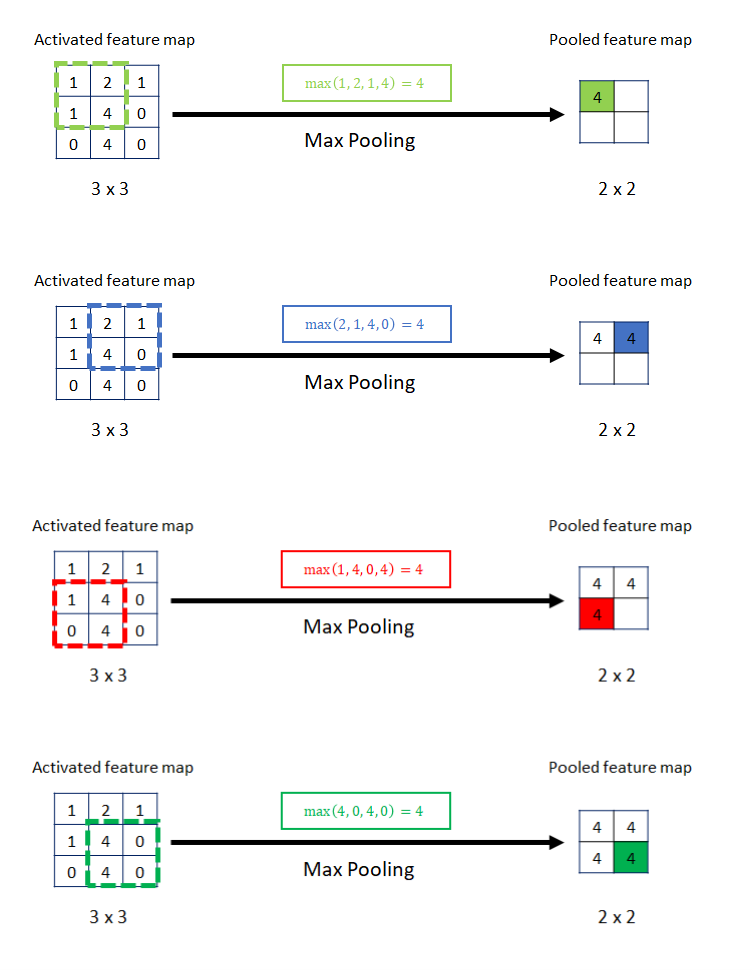 Activated feature map
Pooled feature map
1 2 1
max(1, 2, 1, 4) = 4
4
1 4 0
Max Pooling
0 4 0
3 x 3
2 x 2
Activated feature map
Pooled feature map
1 2 1
max(2, 1, 4, 0) = 4
4 4
1 4 0
Max Pooling
0 4 0
3 x 3
2 x 2
Activated feature map
Pooled feature map
1 2 1
max(1, 4, 0, 4) = 4
4 4
1 4 0
4
0 4 0
Max Pooling
3 x 3
2 x 2
Activated feature map
Pooled feature map
1 2 1
max(4, 0, 4, 0) = 4
4 4
1 4 0
4 4
0 4 0
Max Pooling
3 x 3
2 x 2